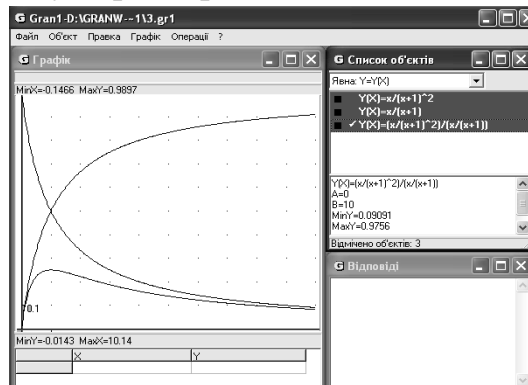 Gran1-D:\GRANW~-1\3.gr1
Файл Об'єкт Правка Графік Операції ?
Графік
MinX=-0.1466 MaxY=0.9897
0.1
MinY=-0.0143 MaxX=10.14
X Y
Список об'єктів
Явна: Y=Y(X)
Y(X)=x/(x+1)^2
Y(X)=x/(x+1)
Y(X)=(x/(x+1)^2)/(x/(x+1))
Y(X)=(x/(x+1)^2)/(x/(x+1))
A=0
B=10
MinY=0.09091
MaxY=0.9756
Відмічено об'єктів: 3
Відповіді